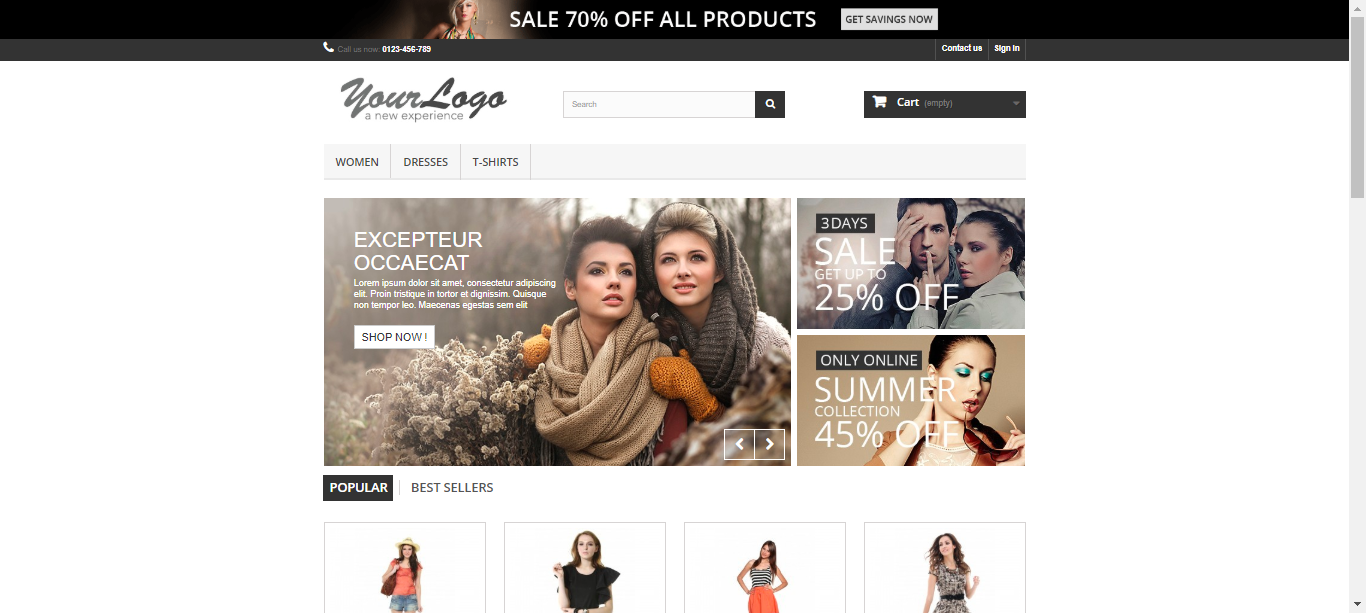 SALE 70% OFF ALL PRODUCTS
GET SAVINGS NOW
Call us now: 0123-456-789
Contact us
Sign in
YourLogo
a new experience
Search
Cart (empty)
WOMEN
DRESSES
T-SHIRTS
EXCEPTEUR
OCCAECAT
Lorem ipsum dolor sit amet, consectetur adipiscing
elit. Proin tristique in tortor et dignissim. Quisque
non tempor leo. Maecenas egestas sem elit
SHOP NOW !
3 DAYS
SALE
GET UP TO
25% OFF
ONLY ONLINE
SUMMER
COLLECTION
45% OFF
POPULAR
BEST SELLERS